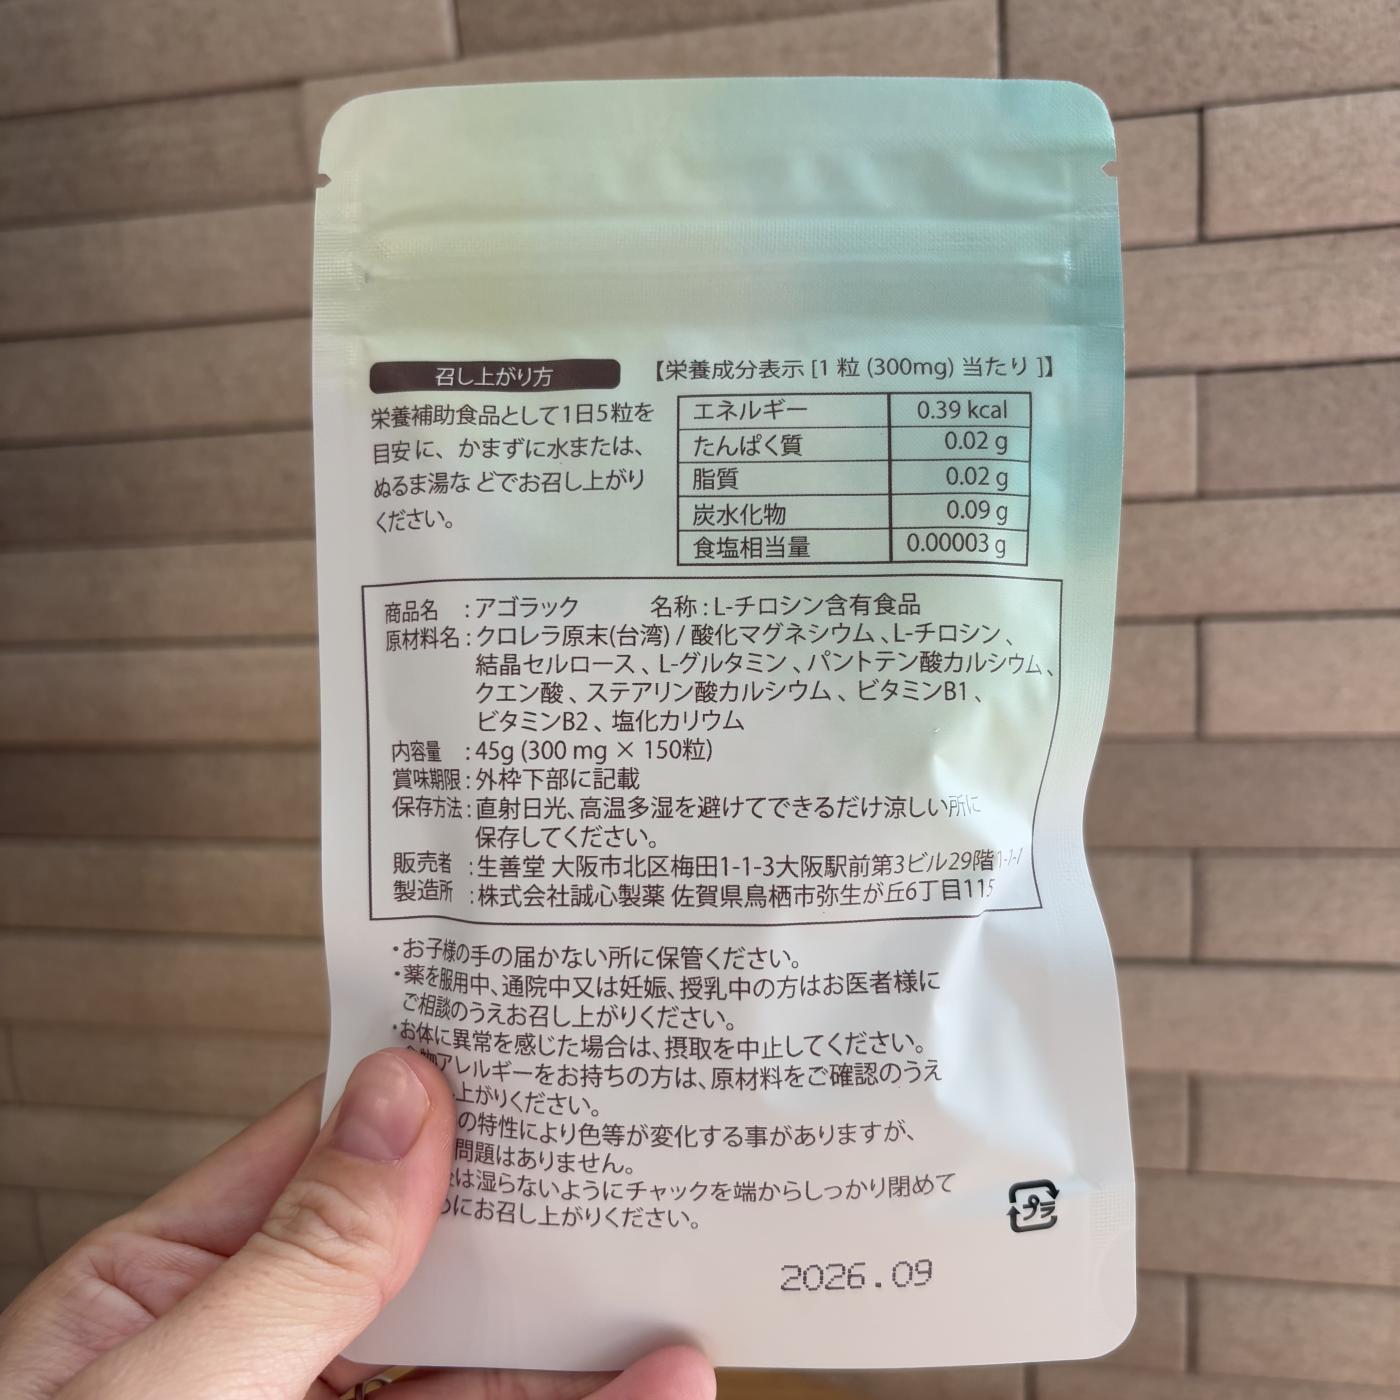 召し上がり方
栄養補助食品として1日5粒を
目安に、かまずに水または、
ぬるま湯な どでお召し上がり
ください。
【栄養成分表示 [1 粒 (300mg) 当たり ]】
エネルギー 0.39 kcal
たんぱく質 0.02 g
脂質 0.02 g
炭水化物 0.09 g
食塩相当量 0.00003 g
商品名 : アゴラック 名称 : L-チロシン含有食品
原材料名 : クロレラ原末(台湾) / 酸化マグネシウム 、L-チロシン 、
結晶セルロース 、L-グルタミン 、パントテン酸カルシウム、
クエン酸 、ステアリン酸カルシウム 、ビタミンB1 、
ビタミンB2 、塩化カリウム
内容量 : 45g (300 mg × 150粒)
賞味期限 : 外枠下部に記載
保存方法 : 直射日光、高温多湿を避けてできるだけ涼しい所に
保存してください。
販売者 : 生善堂 大阪市北区梅田1-1-3大阪駅前第3ビル29階1-1-1
製造所 : 株式会社誠心製薬 佐賀県鳥栖市弥生が丘6丁目115
・お子様の手の届かない所に保管ください。
・薬を服用中、通院中又は妊娠、授乳中の方はお医者様に
ご相談のうえお召し上がりください。
・お体に異常を感じた場合は、摂取を中止してください。
アレルギーをお持ちの方は、原材料をご確認のうえ
上がりください。
の特性により色等が変化する事がありますが、
問題はありません。
は湿らないようにチャックを端からしっかり閉めて
にお召し上がりください。
プラ
2026.09